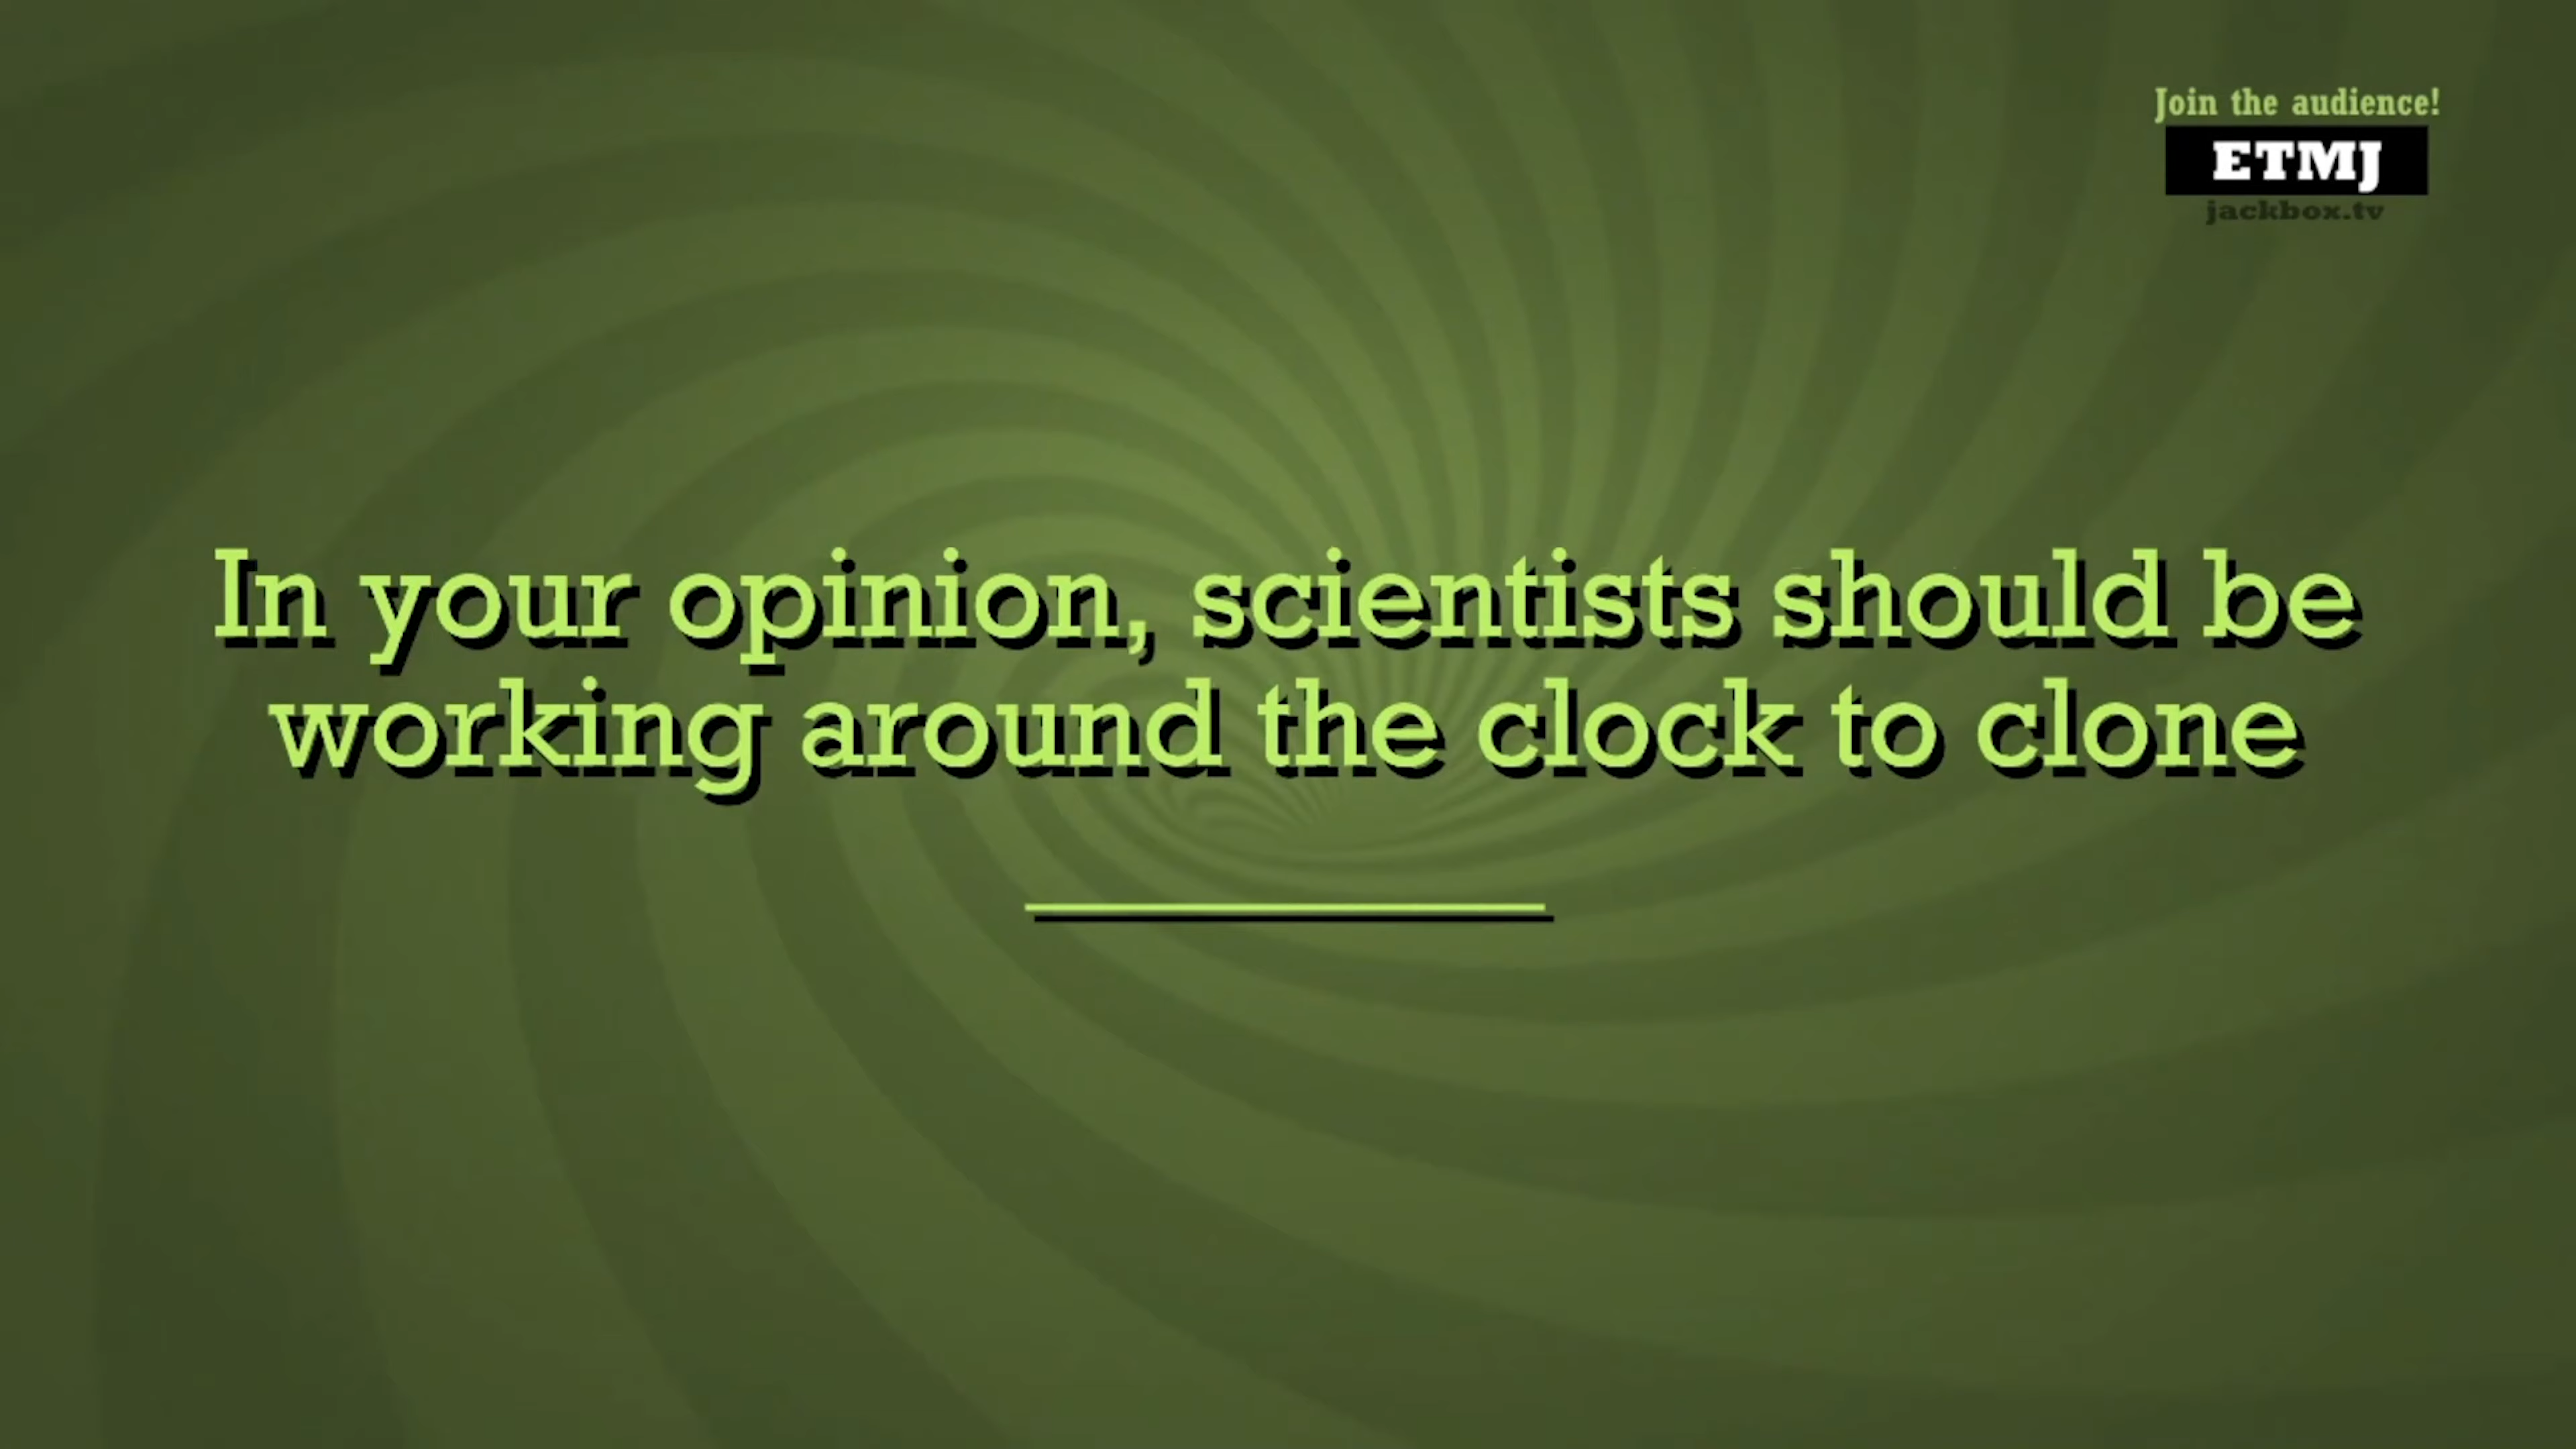 Join the audience!
ETMJ
jackbox.tv
In your opinion, scientists should be
working around the clock to clone